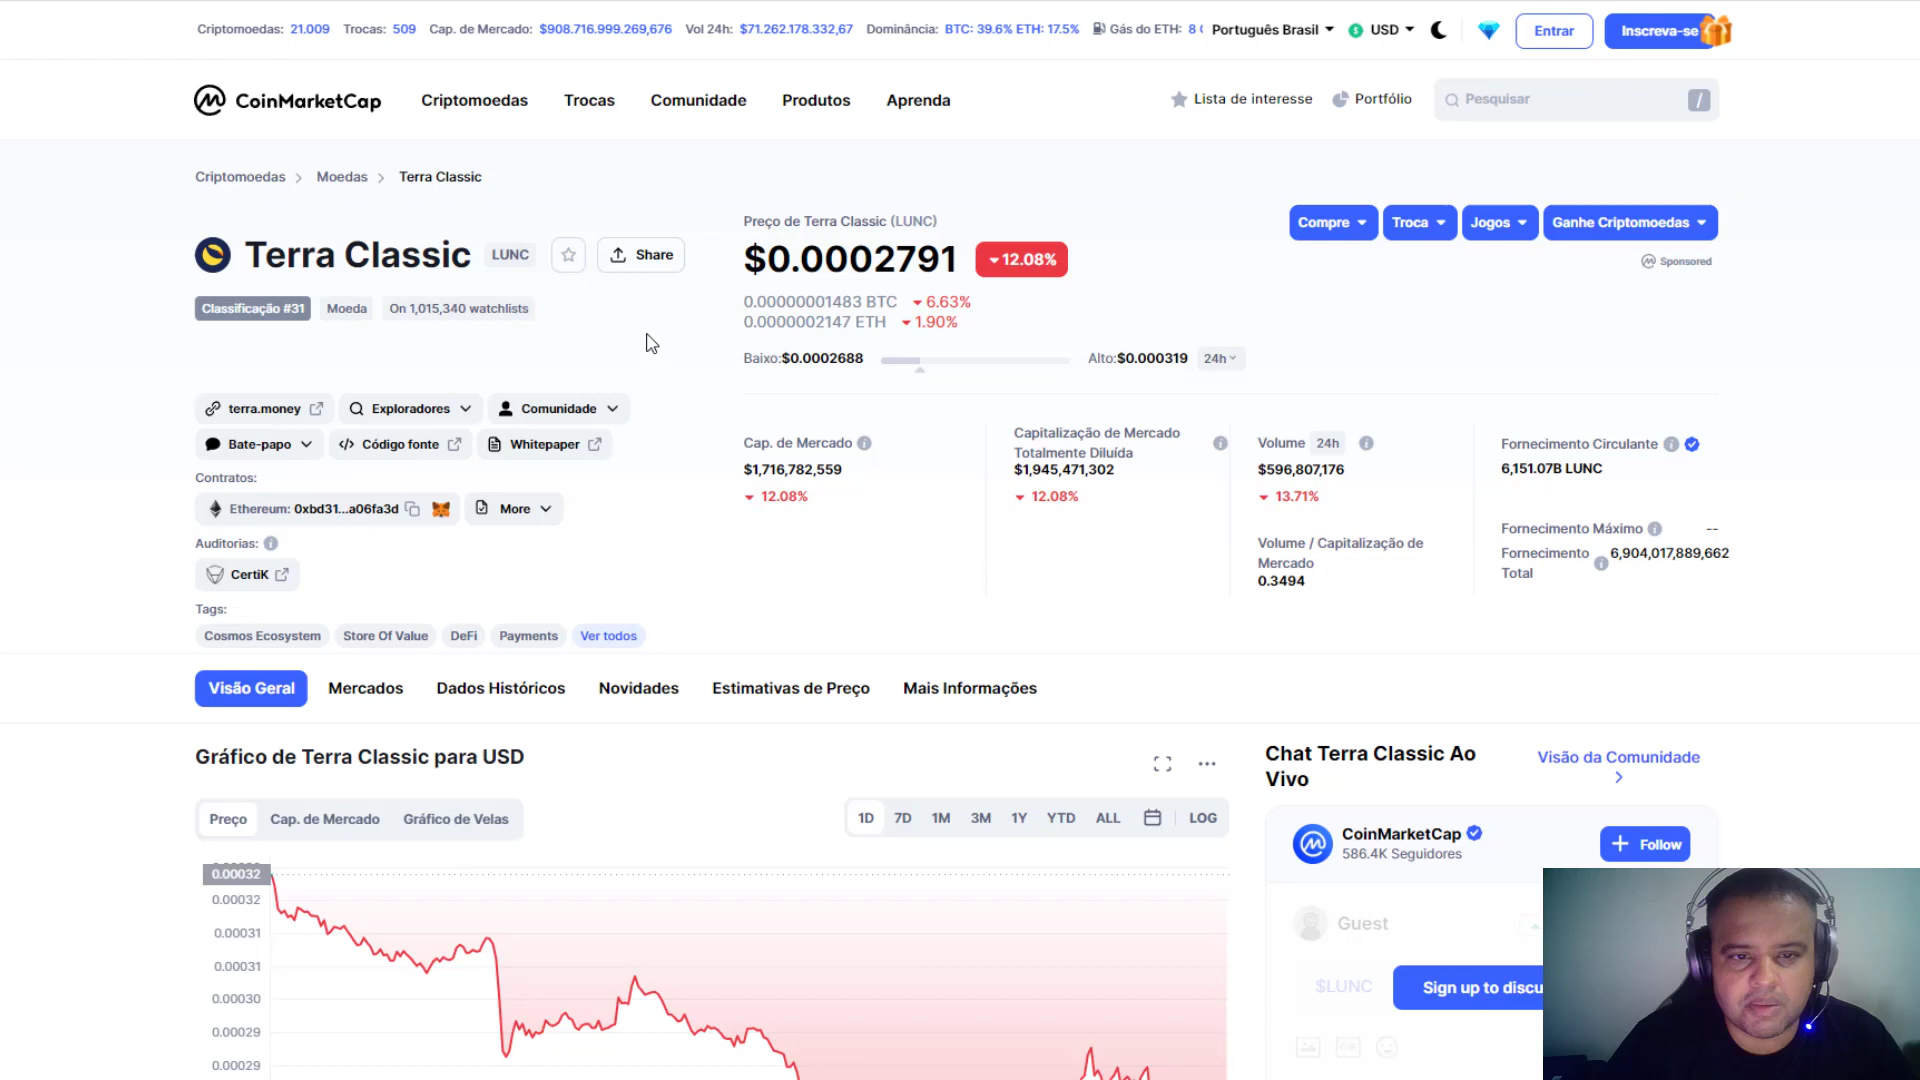 Criptomoedas: 21.009 Trocas: 509 Cap. de Mercado: $908.716.999.269,676 Vol 24h: $71.262.178.332,67 Dominância: BTC: 39.6% ETH: 17.5% Gás do ETH: 8 Português Brasil USD Entrar Inscreva-se
CoinMarketCap Criptomoedas Trocas Comunidade Produtos Aprenda Lista de interesse Portfólio Pesquisar /
Criptomoedas > Moedas > Terra Classic
Terra Classic LUNC Share
Classificação #31 Moeda On 1,015,340 watchlists
Preço de Terra Classic (LUNC)
$0.0002791 12.08%
0.00000001483 BTC 6.63%
0.0000002147 ETH 1.90%
Baixo:$0.0002688 Alto:$0.000319 24h
Compre Troca Jogos Ganhe Criptomoedas
Sponsored
terra.money Exploradores Comunidade
Bate-papo Código fonte Whitepaper
Contratos:
Ethereum: 0xbd31...a06fa3d More
Auditorias:
CertiK
Tags:
Cosmos Ecosystem Store Of Value DeFi Payments Ver todos
Cap. de Mercado
$1,716,782,559
12.08%
Capitalização de Mercado
Totalmente Diluída
$1,945,471,302
12.08%
Volume 24h
$596,807,176
13.71%
Volume / Capitalização de
Mercado
0.3494
Fornecimento Circulante
6,151.07B LUNC
Fornecimento Máximo --
Fornecimento
Total
6,904,017,889,662
Visão Geral Mercados Dados Históricos Novidades Estimativas de Preço Mais Informações
Gráfico de Terra Classic para USD
Preço Cap. de Mercado Gráfico de Velas
1D 7D 1M 3M 1Y YTD ALL LOG
0.00032
0.00032
0.00031
0.00031
0.00030
0.00029
0.00029
Chat Terra Classic Ao
Vivo
Visão da Comunidade
>
CoinMarketCap
586.4K Seguidores
+ Follow
Guest
$LUNC
Sign up to discu
GIF